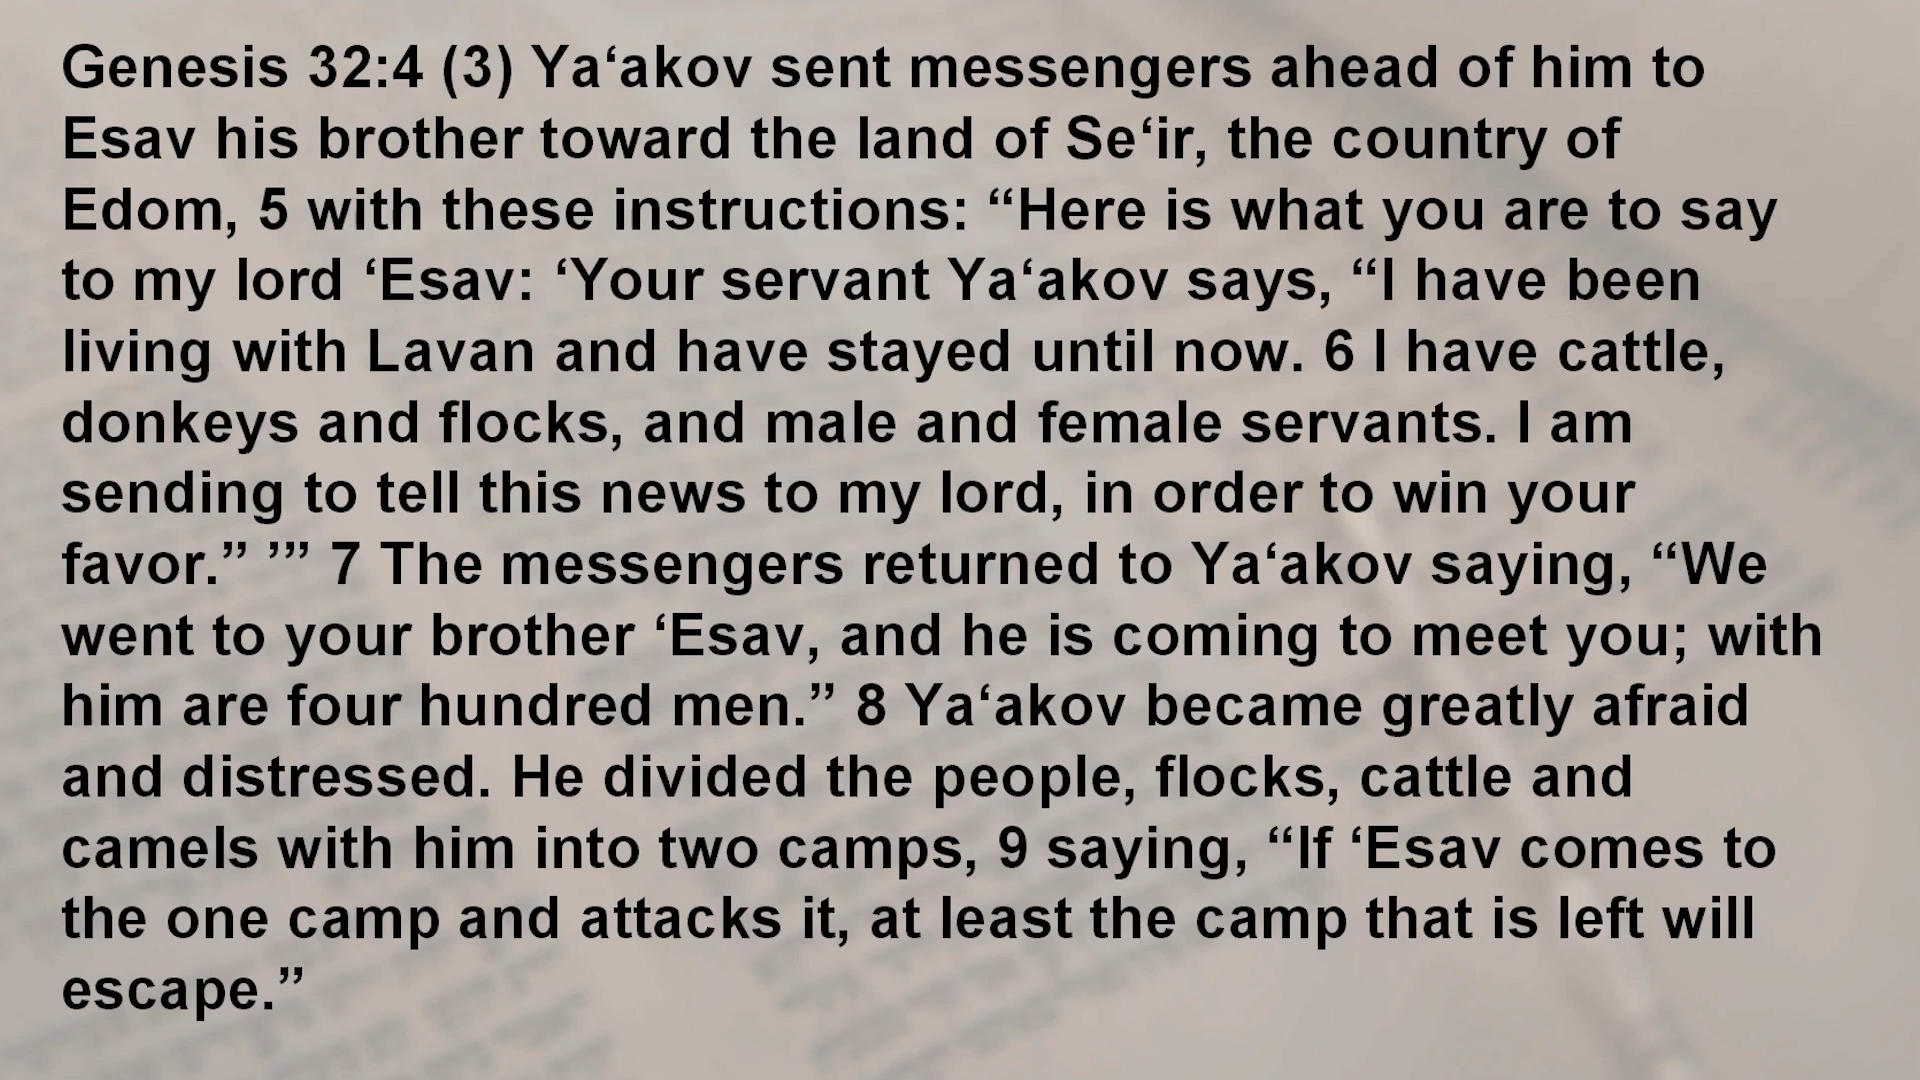 Genesis 32:4 (3) Ya‘akov sent messengers ahead of him to
Esav his brother toward the land of Se‘ir, the country of
Edom, 5 with these instructions: “Here is what you are to say
to my lord ‘Esav: ‘Your servant Ya‘akov says, “I have been
living with Lavan and have stayed until now. 6 I have cattle,
donkeys and flocks, and male and female servants. I am
sending to tell this news to my lord, in order to win your
favor.” ’” 7 The messengers returned to Ya‘akov saying, “We
went to your brother ‘Esav, and he is coming to meet you; with
him are four hundred men.” 8 Ya‘akov became greatly afraid
and distressed. He divided the people, flocks, cattle and
camels with him into two camps, 9 saying, “If ‘Esav comes to
the one camp and attacks it, at least the camp that is left will
escape.”